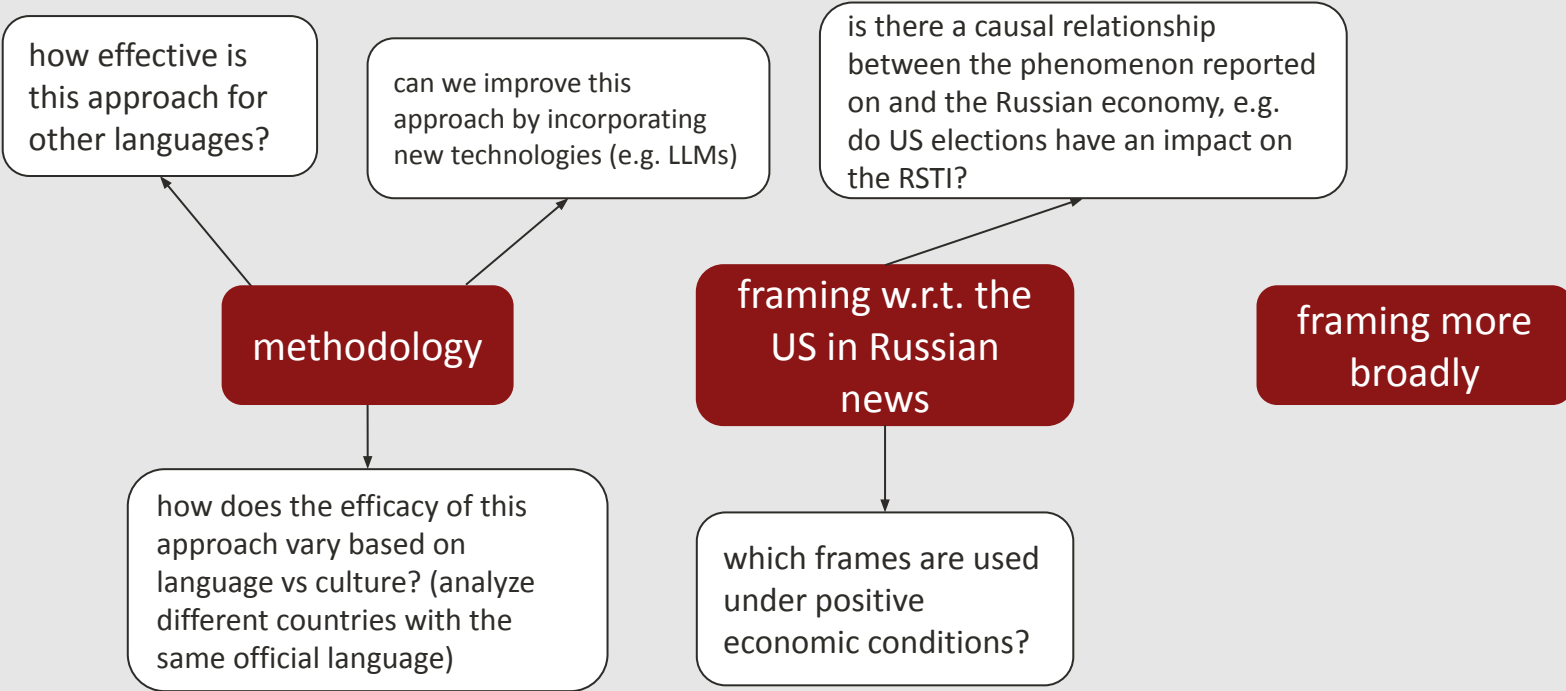 how effective is
this approach for
other languages?
can we improve this
approach by incorporating
new technologies (e.g. LLMs)
is there a causal relationship
between the phenomenon reported
on and the Russian economy, e.g.
do US elections have an impact on
the RSTI?
methodology
framing w.r.t. the
US in Russian
news
framing more
broadly
how does the efficacy of this
approach vary based on
language vs culture? (analyze
different countries with the
same official language)
which frames are used
under positive
economic conditions?